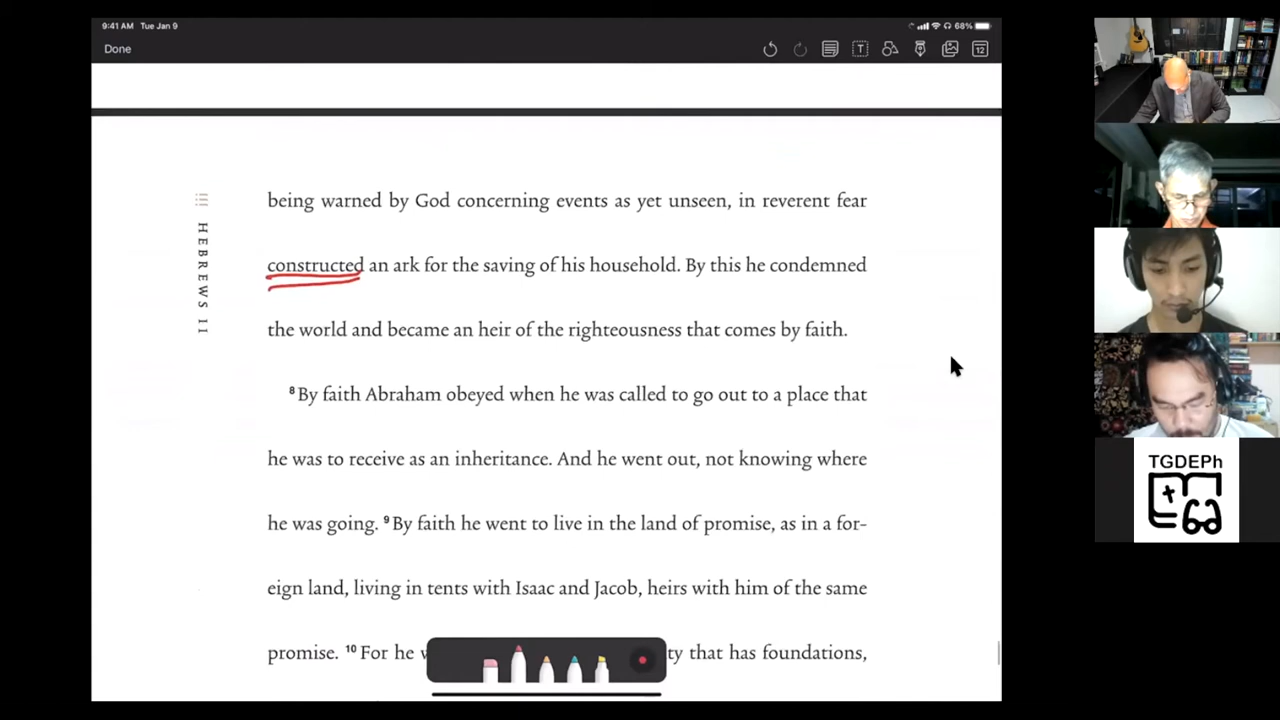 9:41 AM Tue Jan 9
68%
Done
T
12
being warned by God concerning events as yet unseen, in reverent fear
HEBREWS 11
constructed an ark for the saving of his household. By this he condemned
the world and became an heir of the righteousness that comes by faith.
8 By faith Abraham obeyed when he was called to go out to a place that
he was to receive as an inheritance. And he went out, not knowing where
he was going. 9 By faith he went to live in the land of promise, as in a for-
eign land, living in tents with Isaac and Jacob, heirs with him of the same
promise. 10 For he ty that has foundations,
TGDEPh